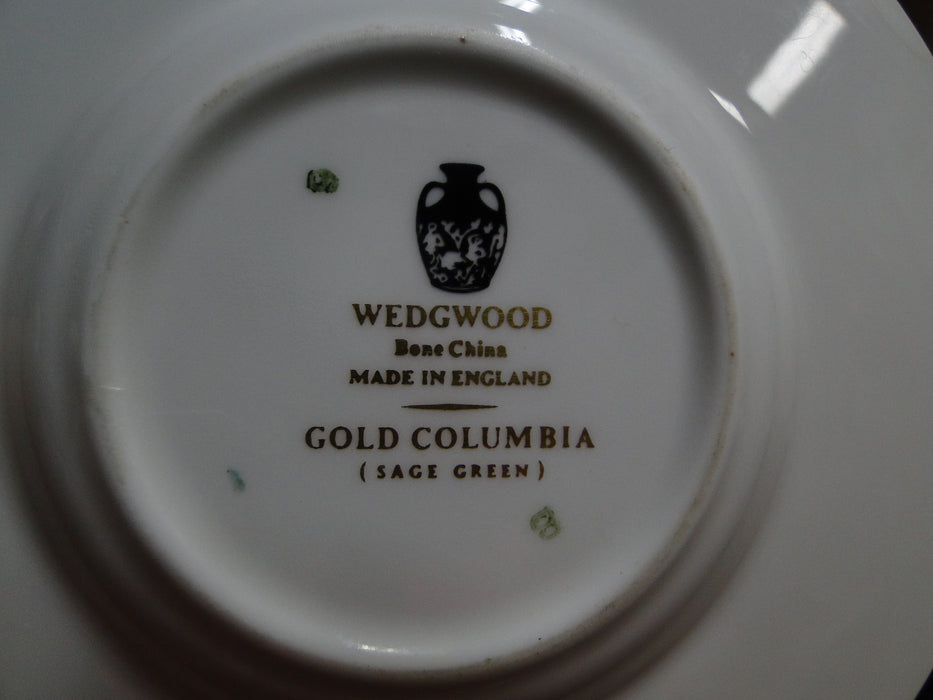 WEDGWOOD
Bone China
MADE IN ENGLAND
GOLD COLUMBIA
(SAGE GREEN)